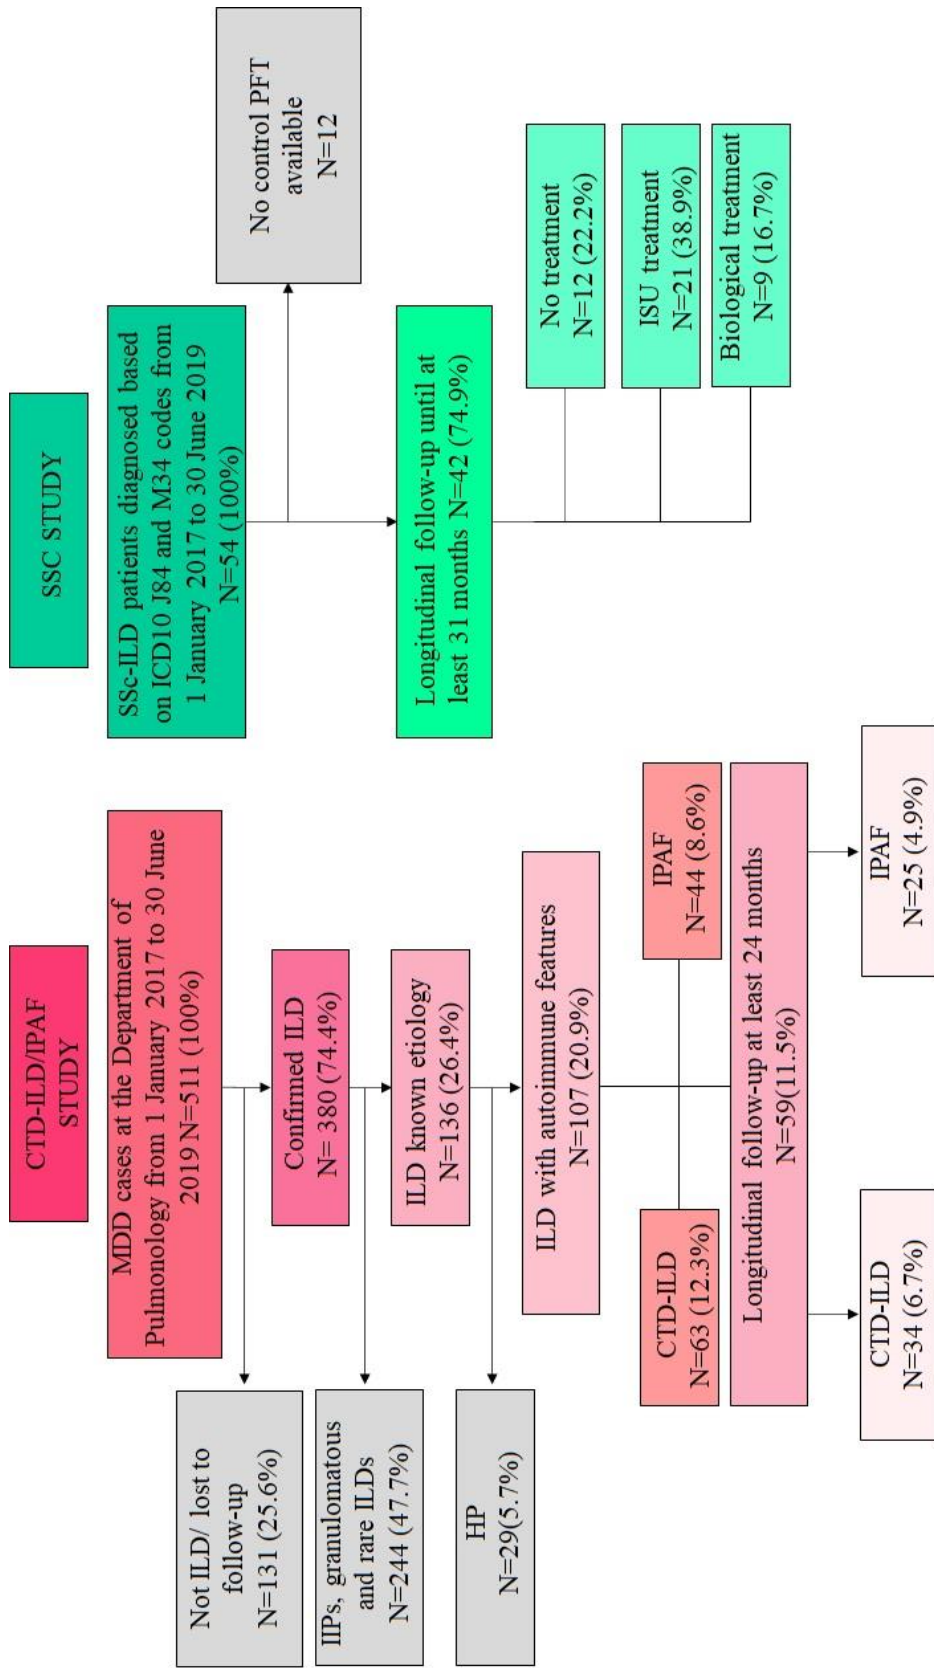 CTD-ILD/IPAF
STUDY
MDD cases at the Department of
Pulmonology from 1 January 2017 to 30 June
2019 N=511 (100%)
Not ILD/ lost to
follow-up
N=131 (25.6%)
Confirmed ILD
N= 380 (74.4%)
IIPs, granulomatous
and rare ILDs
N=244 (47.7%)
ILD known etiology
N=136 (26.4%)
HP
N=29(5.7%)
ILD with autoimmune features
N=107 (20.9%)
CTD-ILD
N=63 (12.3%)
IPAF
N=44 (8.6%)
Longitudinal follow-up at least 24 months
N=59(11.5%)
CTD-ILD
N=34 (6.7%)
IPAF
N=25 (4.9%)
SSC STUDY
SSc-ILD patients diagnosed based
on ICD10 J84 and M34 codes from
1 January 2017 to 30 June 2019
N=54 (100%)
No control PFT
available
N=12
Longitudinal follow-up until at
least 31 months N=42 (74.9%)
No treatment
N=12 (22.2%)
ISU treatment
N=21 (38.9%)
Biological treatment
N=9 (16.7%)